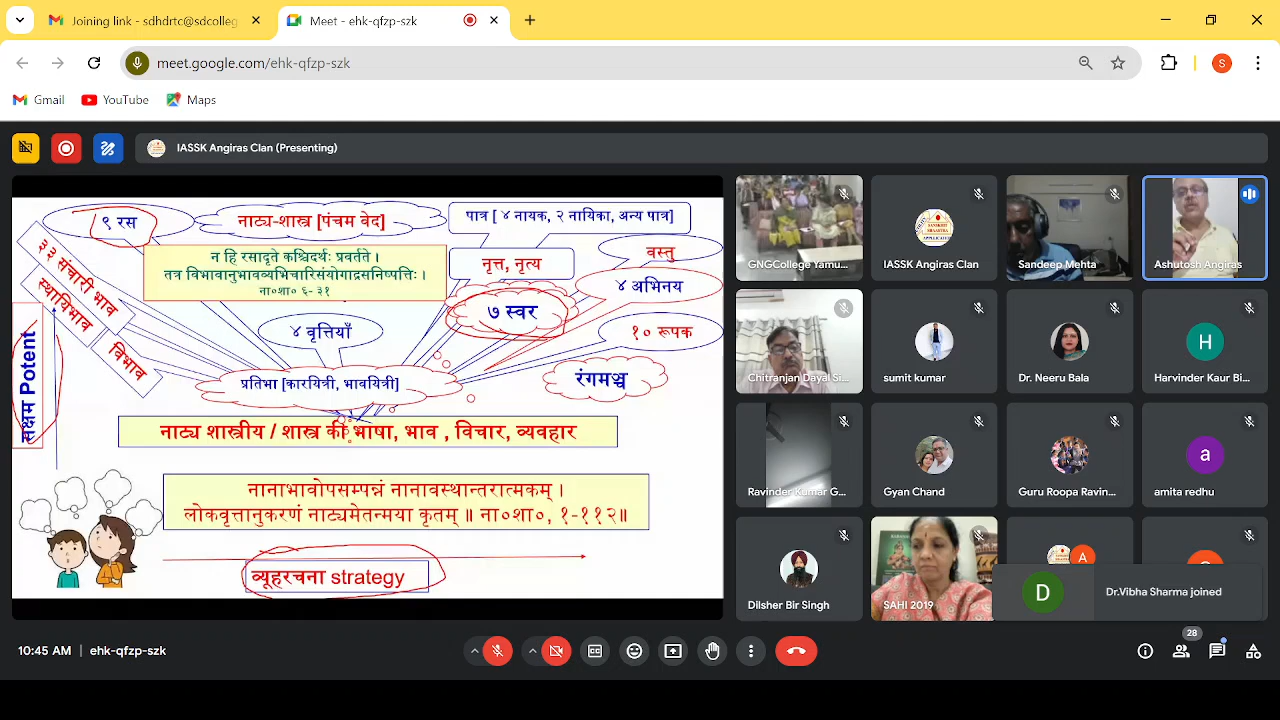 Joining link - sdhdrtc@sdcolleg
Meet - ehk-qfzp-szk
meet.google.com/ehk-qfzp-szk
S
Gmail
YouTube
Maps
IASSK Angiras Clan (Presenting)
९ रस
नाट्य-शास्त्र [पंचम वेद]
पात्र [ ४ नायक, २ नायिका, अन्य पात्र]
३३ संचारी भाव
स्थायिभाव
विभाव
न हि रसादृते कश्चिदर्थः प्रवर्तते ।
तत्र विभावानुभावव्यभिचारिसंयोगाद्रसनिष्पत्तिः ।
ना०शा० ६- ३१
नृत्त, नृत्य
वस्तु
४ अभिनय
७ स्वर
४ वृत्तियाँ
१० रूपक
प्रतिभा [कारयित्री, भावयित्री]
रंगमञ्च
सक्षम Potent
नाट्य शास्त्रीय / शास्त्र की भाषा, भाव , विचार, व्यवहार
नानाभावोपसम्पन्नं नानावस्थान्तरात्मकम् ।
लोकवृत्तानुकरणं नाट्यमेतन्मया कृतम् ॥ ना०शा०, १-११२॥
व्यूहरचना strategy
GNGCollege Yamu...
IASSK Angiras Clan
Sandeep Mehta
Ashutosh Angiras
Chitranjan Dayal Si...
sumit kumar
Dr. Neeru Bala
H
Harvinder Kaur Bi...
Ravinder Kumar G...
Gyan Chand
Guru Roopa Ravin...
a
amita redhu
Dilsher Bir Singh
SAHI 2019
A
D
Dr.Vibha Sharma joined
10:45 AM
ehk-qfzp-szk
28